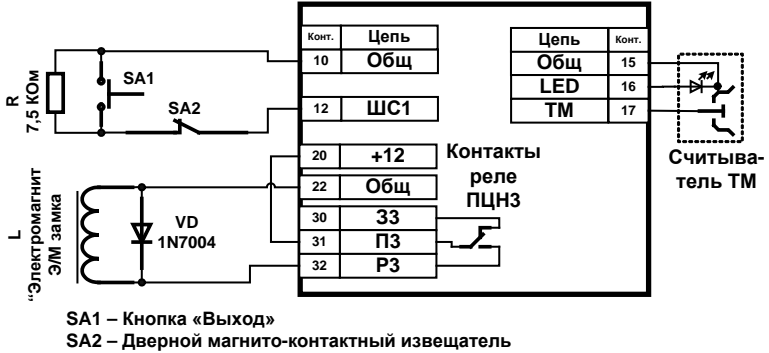 Конт. Цепь
10 Общ
12 ШС1
20 +12
22 Общ
30 З3
31 П3
32 Р3
R
7,5 КОм
SA1
SA2
L
“Электромагнит
Э/М замка
VD
1N7004
Контакты
реле
ПЦН3
Цепь Конт.
Общ 15
LED 16
TM 17
Считыва-
тель ТМ
SA1 – Кнопка «Выход»
SA2 – Дверной магнито-контактный извещатель